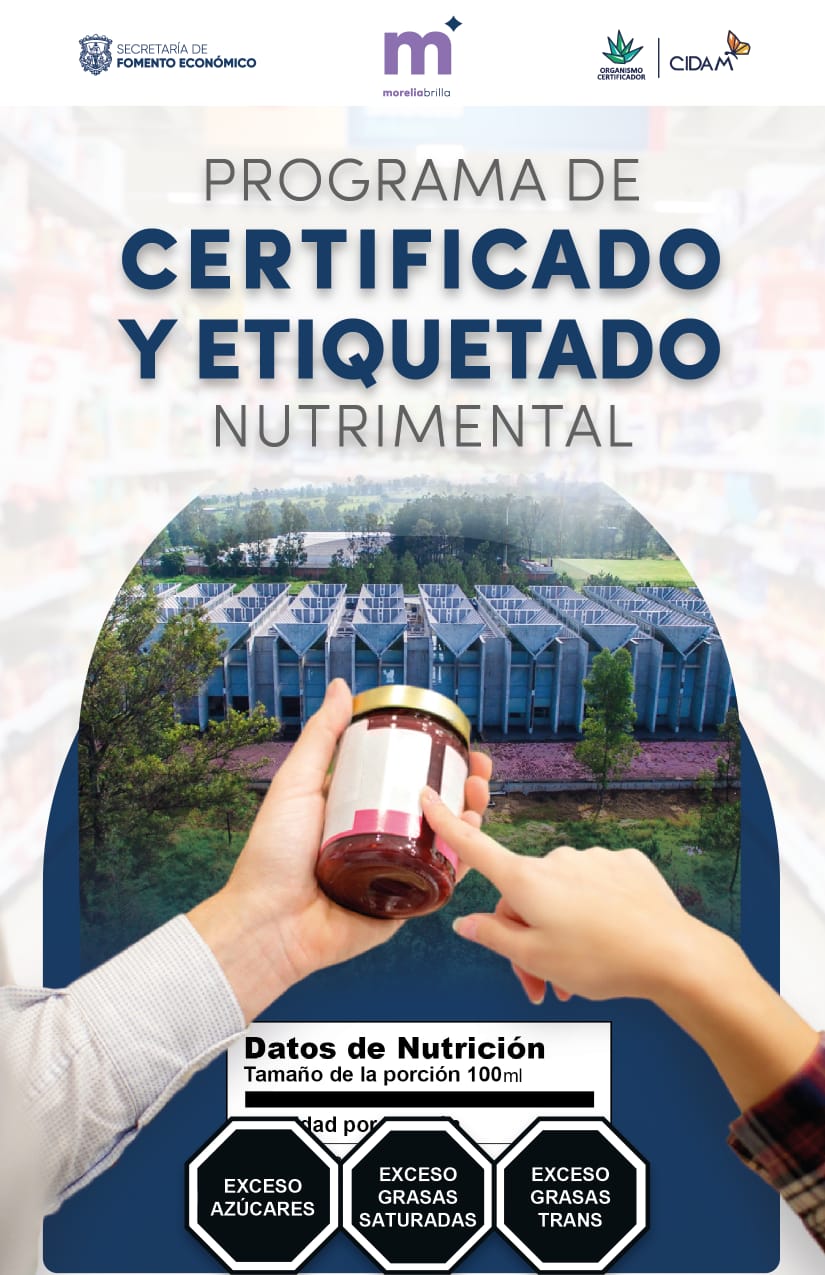 SECRETARÍA DE
FOMENTO ECONÓMICO
m
moreliabrilla
ORGANISMO
CERTIFICADOR
CIDAM
PROGRAMA DE
CERTIFICADO
Y ETIQUETADO
NUTRIMENTAL
Datos de Nutrición
Tamaño de la porción 100ml
EXCESO
AZÚCARES
EXCESO
GRASAS
SATURADAS
EXCESO
GRASAS
TRANS